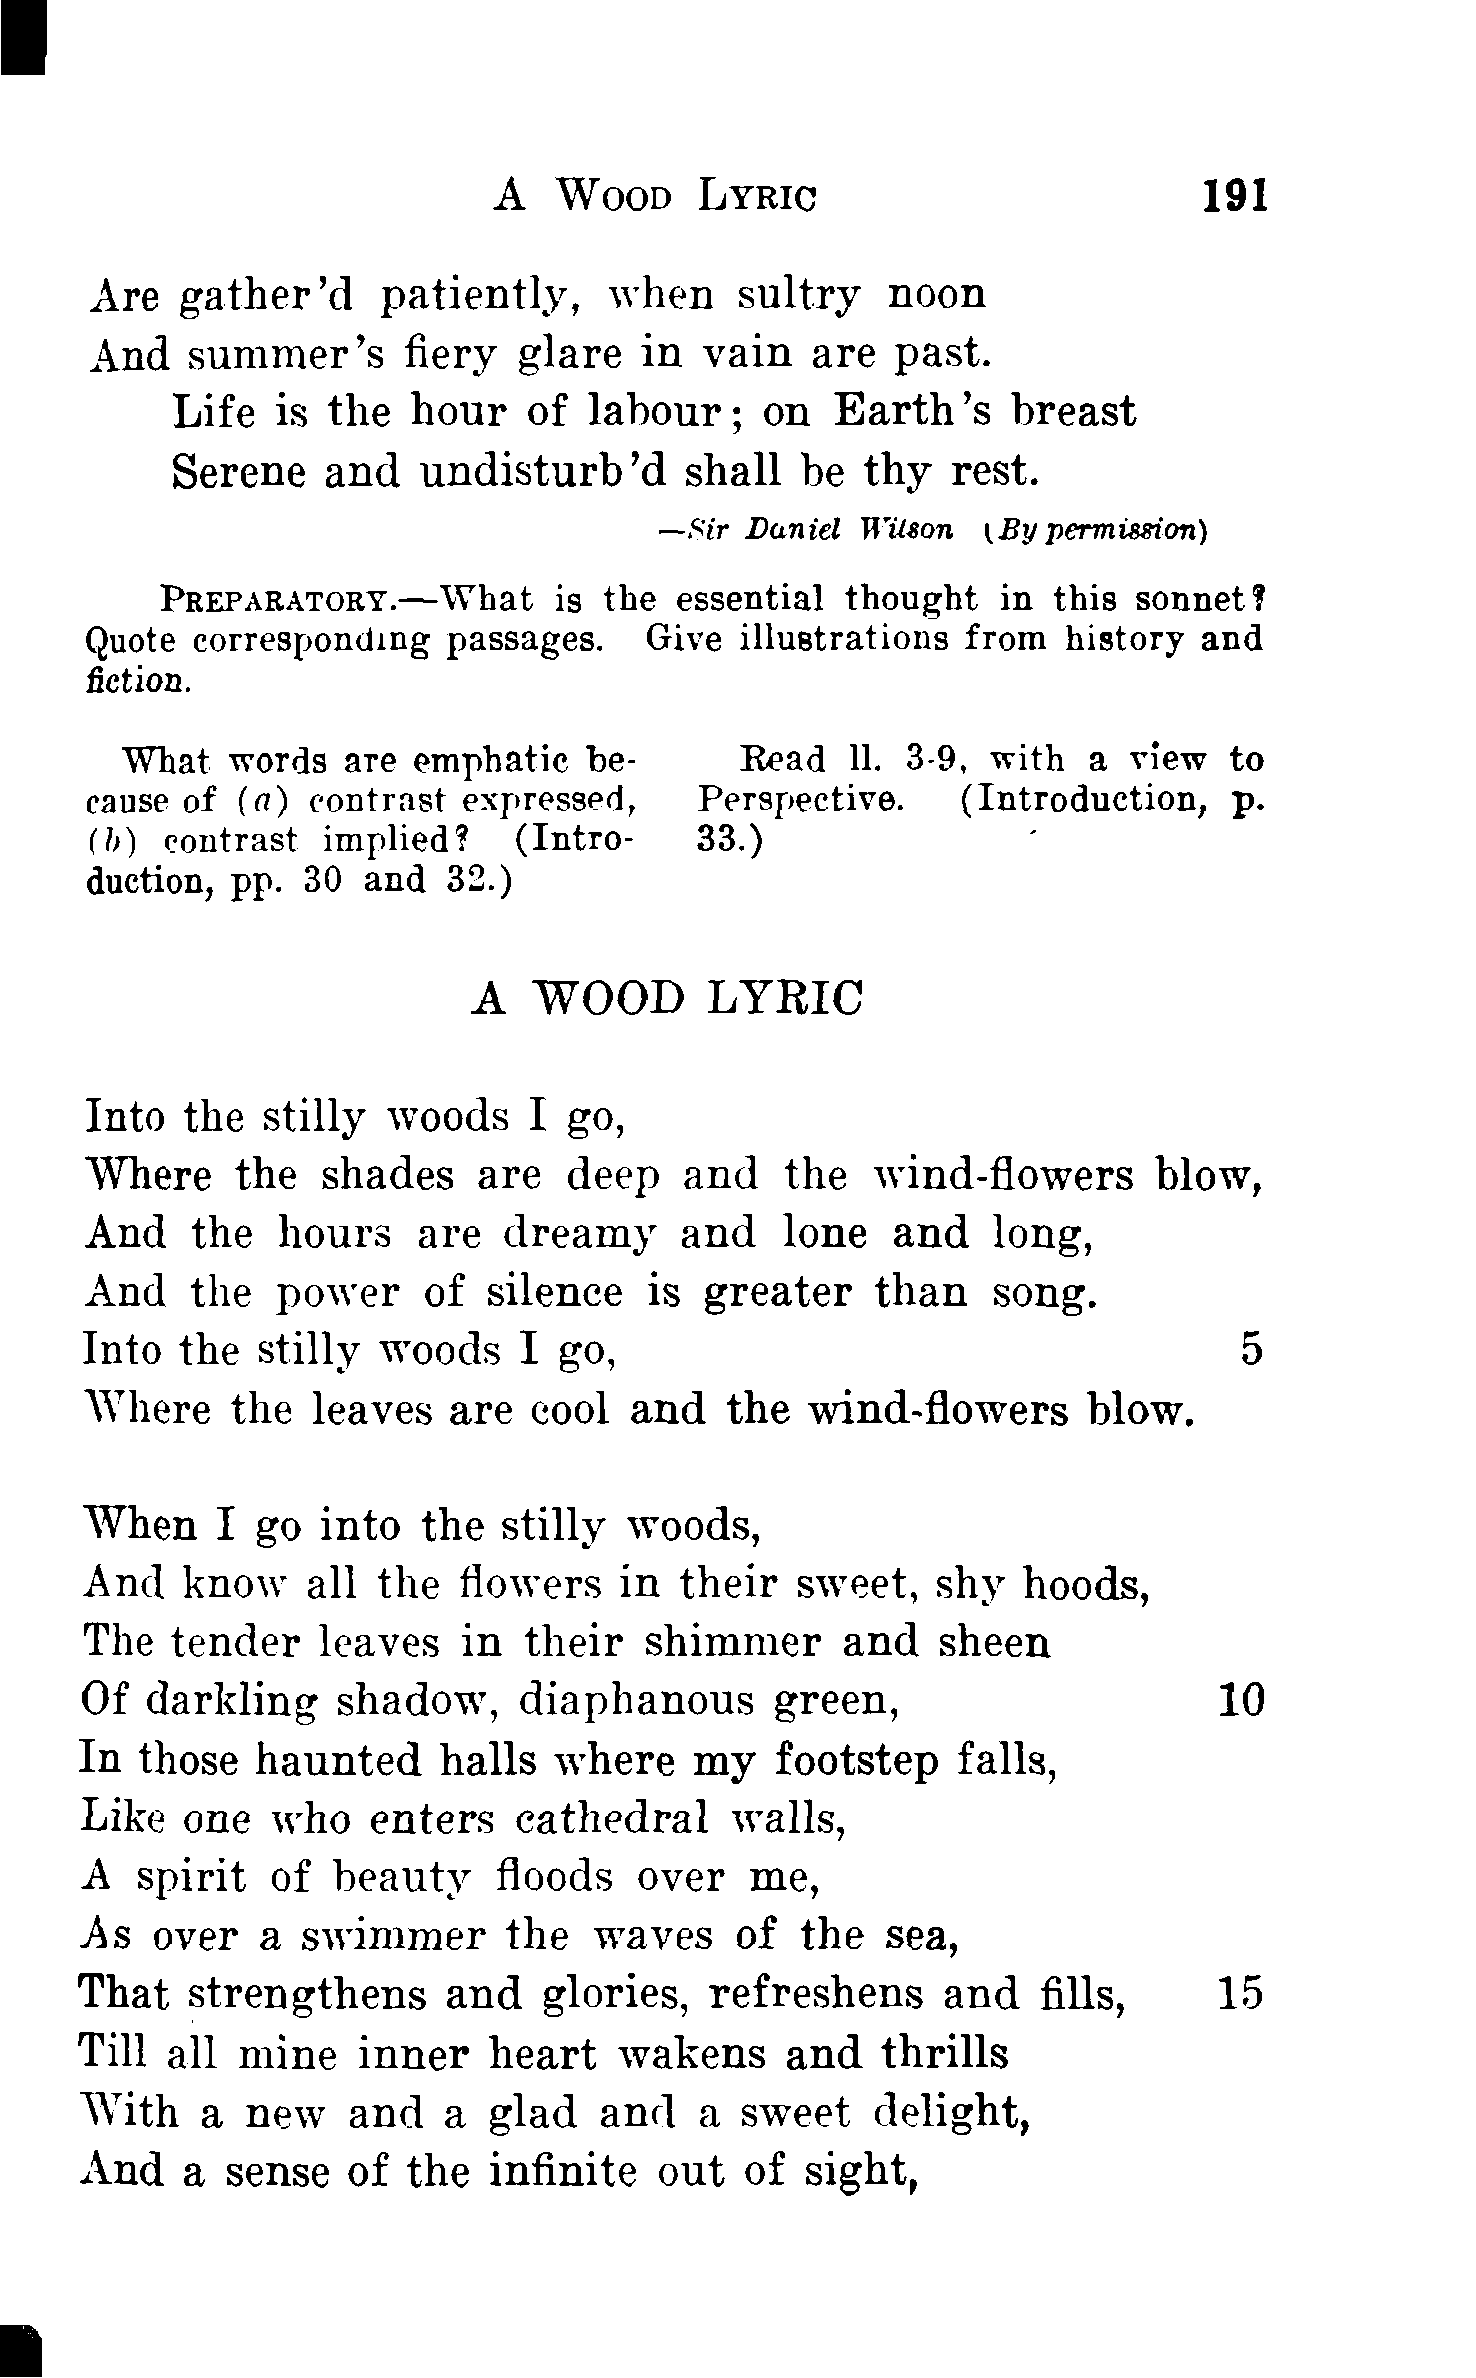 A WOOD LYRIC 191
Are gather'd patiently, when sultry noon
And summer's fiery glare in vain are past.
Life is the hour of labour; on Earth's breast
Serene and undisturb'd shall be thy rest.
—Sir Daniel Wilson (By permission)
PREPARATORY.—What is the essential thought in this sonnet?
Quote corresponding passages. Give illustrations from history and
fiction.
What words are emphatic be-
cause of (a) contrast expressed,
(b) contrast implied? (Intro-
duction, pp. 30 and 32.)
Read ll. 3-9, with a view to
Perspective. (Introduction, p.
33.)
A WOOD LYRIC
Into the stilly woods I go,
Where the shades are deep and the wind-flowers blow,
And the hours are dreamy and lone and long,
And the power of silence is greater than song.
Into the stilly woods I go, 5
Where the leaves are cool and the wind-flowers blow.
When I go into the stilly woods,
And know all the flowers in their sweet, shy hoods,
The tender leaves in their shimmer and sheen
Of darkling shadow, diaphanous green, 10
In those haunted halls where my footstep falls,
Like one who enters cathedral walls,
A spirit of beauty floods over me,
As over a swimmer the waves of the sea,
That strengthens and glories, refreshens and fills, 15
Till all mine inner heart wakens and thrills
With a new and a glad and a sweet delight,
And a sense of the infinite out of sight,